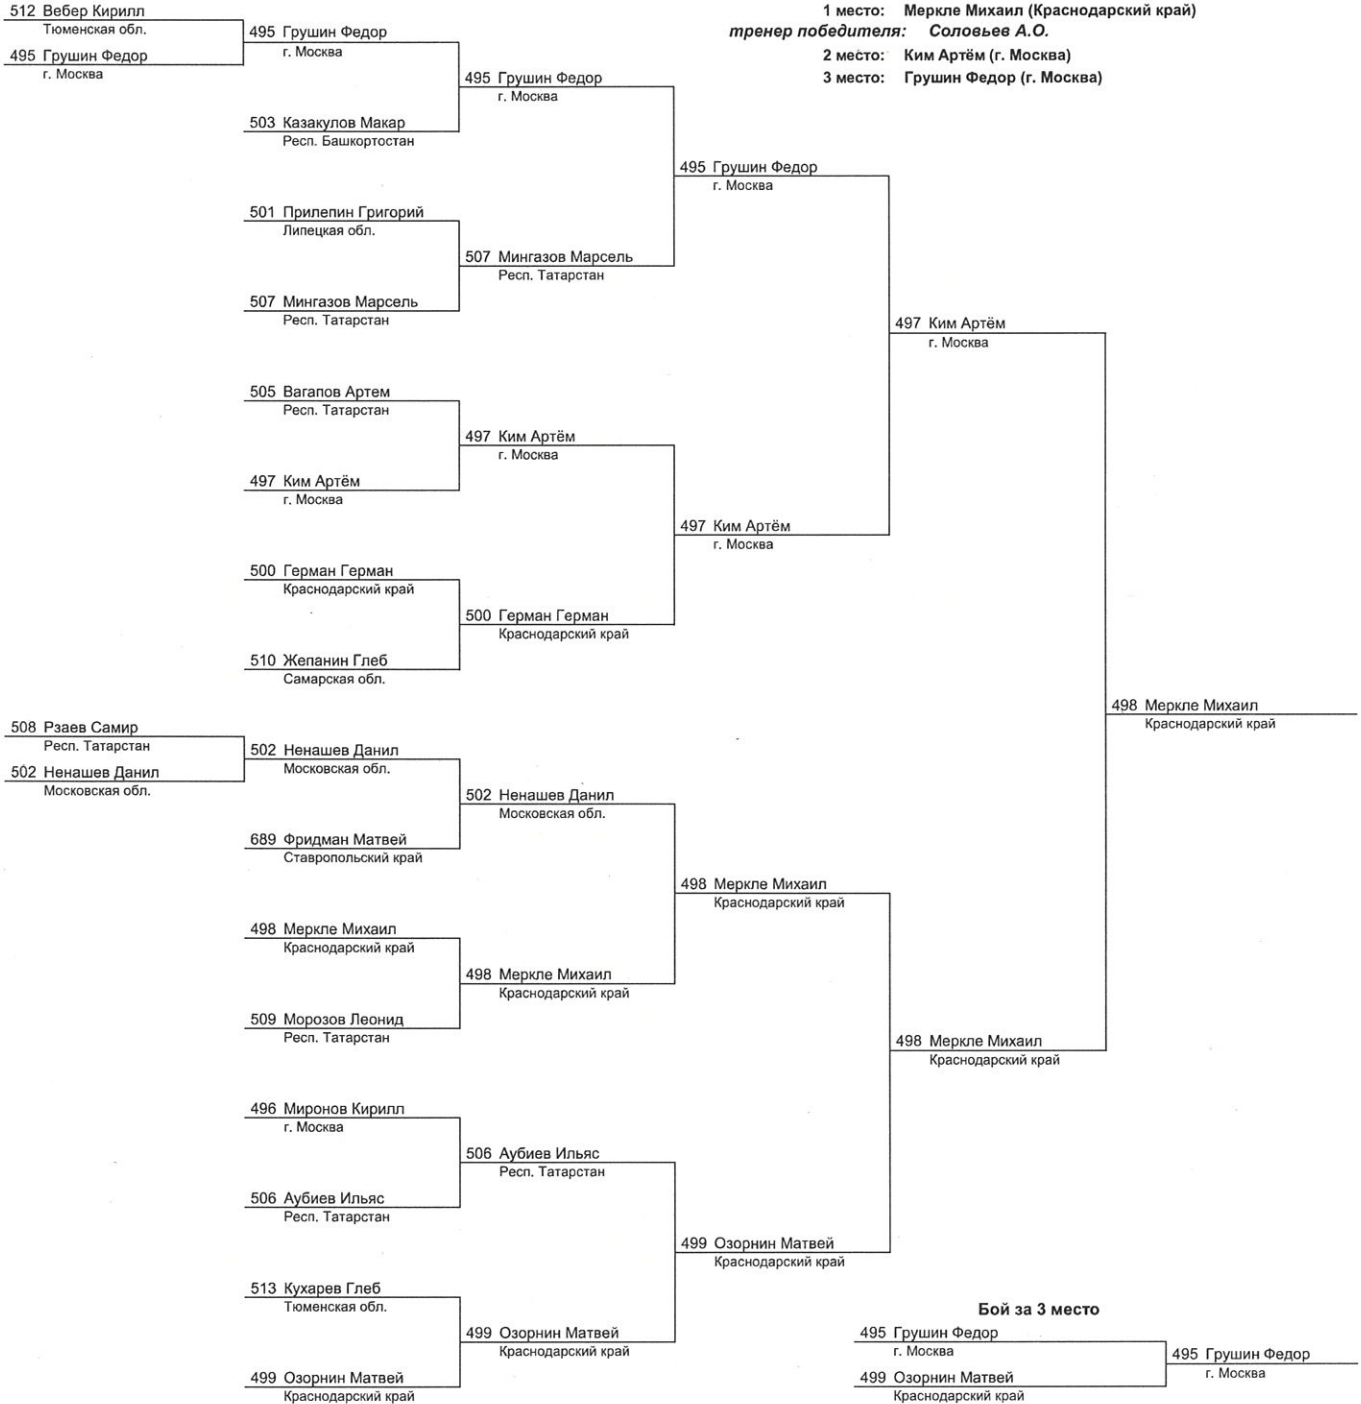 512 Вебер Кирилл
Тюменская обл.
495 Грушин Федор
г. Москва
495 Грушин Федор
г. Москва
1 место: Меркле Михаил (Краснодарский край)
тренер победителя: Соловьев А.О.
2 место: Ким Артём (г. Москва)
3 место: Грушин Федор (г. Москва)
495 Грушин Федор
г. Москва
503 Казакулов Макар
Респ. Башкортостан
495 Грушин Федор
г. Москва
501 Прилепин Григорий
Липецкая обл.
507 Мингазов Марсель
Респ. Татарстан
507 Мингазов Марсель
Респ. Татарстан
497 Ким Артём
г. Москва
505 Вагапов Артем
Респ. Татарстан
497 Ким Артём
г. Москва
497 Ким Артём
г. Москва
497 Ким Артём
г. Москва
500 Герман Герман
Краснодарский край
500 Герман Герман
Краснодарский край
510 Жепанин Глеб
Самарская обл.
498 Меркле Михаил
Краснодарский край
508 Рзаев Самир
Респ. Татарстан
502 Ненашев Данил
Московская обл.
502 Ненашев Данил
Московская обл.
502 Ненашев Данил
Московская обл.
689 Фридман Матвей
Ставропольский край
498 Меркле Михаил
Краснодарский край
498 Меркле Михаил
Краснодарский край
498 Меркле Михаил
Краснодарский край
509 Морозов Леонид
Респ. Татарстан
498 Меркле Михаил
Краснодарский край
496 Миронов Кирилл
г. Москва
506 Аубиев Ильяс
Респ. Татарстан
506 Аубиев Ильяс
Респ. Татарстан
499 Озорнин Матвей
Краснодарский край
513 Кухарев Глеб
Тюменская обл.
499 Озорнин Матвей
Краснодарский край
499 Озорнин Матвей
Краснодарский край
Бой за 3 место
495 Грушин Федор
г. Москва
495 Грушин Федор
г. Москва
499 Озорнин Матвей
Краснодарский край